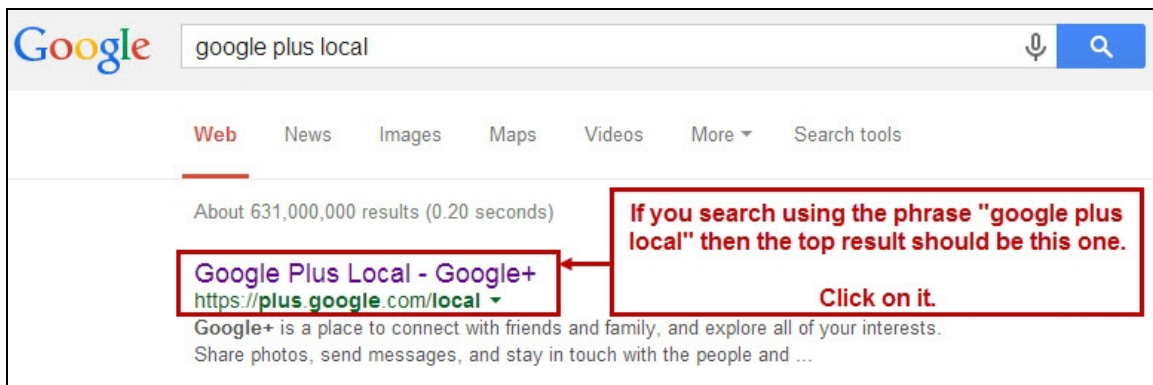 Google google plus local
Web News Images Maps Videos More Search tools
About 631,000,000 results (0.20 seconds)
If you search using the phrase "google plus
local" then the top result should be this one.
Click on it.
Google Plus Local - Google+
https://plus.google.com/local
Google+ is a place to connect with friends and family, and explore all of your interests.
Share photos, send messages, and stay in touch with the people and ...